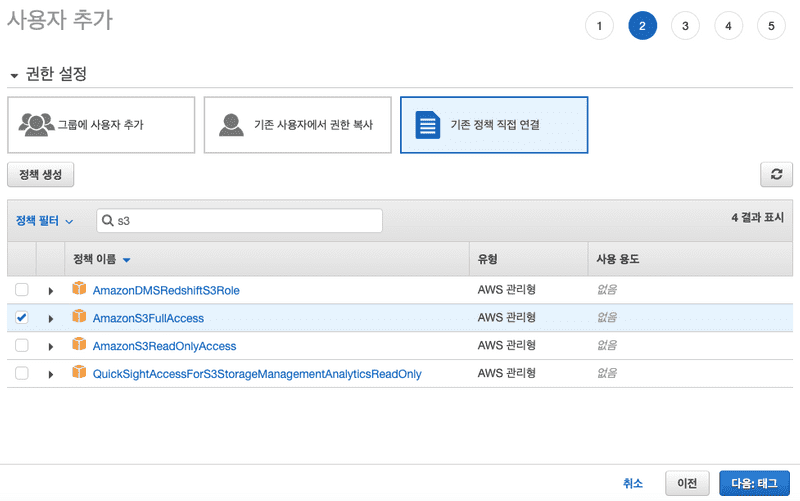 사용자 추가
1 2 3 4 5
권한 설정
그룹에 사용자 추가 기존 사용자에서 권한 복사 기존 정책 직접 연결
정책 생성
정책 필터 s3 4 결과 표시
정책 이름 유형 사용 용도
AmazonDMSRedshiftS3Role AWS 관리형 없음
AmazonS3FullAccess AWS 관리형 없음
AmazonS3ReadOnlyAccess AWS 관리형 없음
QuickSightAccessForS3StorageManagementAnalyticsReadOnly AWS 관리형 없음
취소 이전 다음: 태그